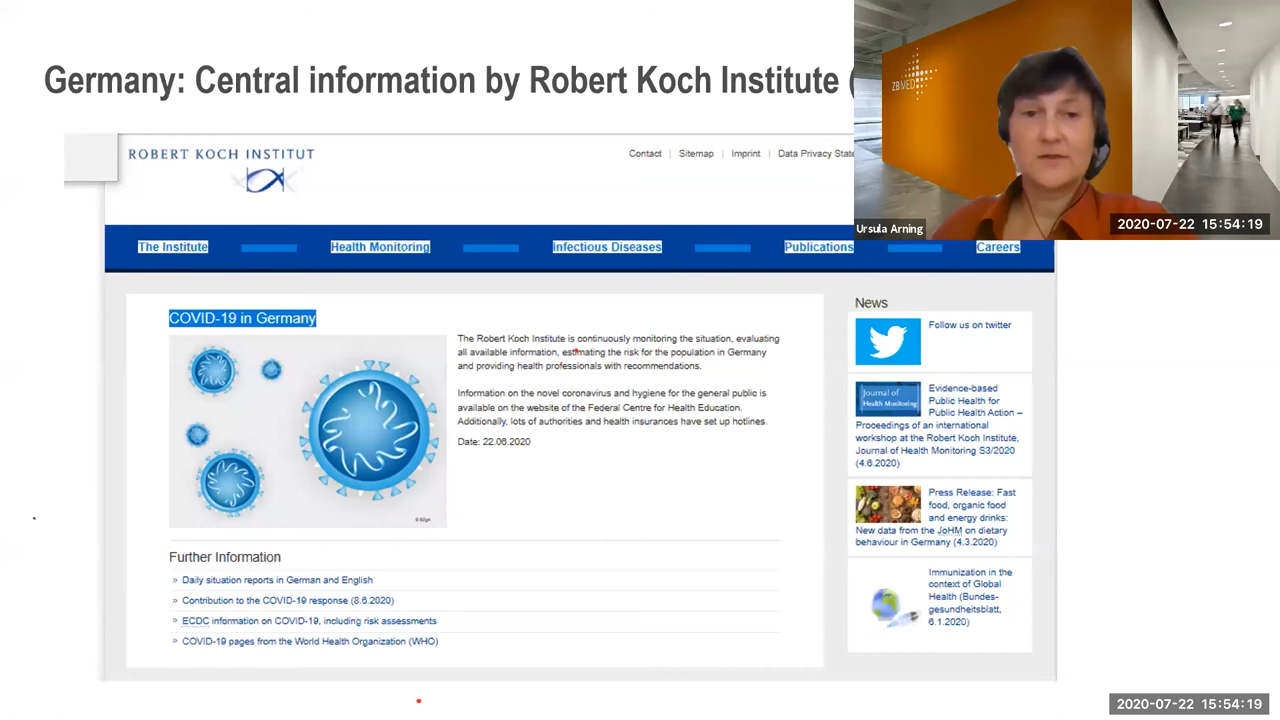 Germany: Central information by Robert Koch Institute (
ZB MED
Ursula Arning
2020-07-22 15:54:19
ROBERT KOCH INSTITUT
Contact | Sitemap | Imprint | Data Privacy State
The Institute Health Monitoring Infectious Diseases Publications Careers
COVID-19 in Germany
The Robert Koch Institute is continuously monitoring the situation, evaluating
all available information, estimating the risk for the population in Germany
and providing health professionals with recommendations.
Information on the novel coronavirus and hygiene for the general public is
available on the website of the Federal Centre for Health Education.
Additionally, lots of authorities and health insurances have set up hotlines.
Date: 22.06.2020
© BZgA
Further Information
» Daily situation reports in German and English
» Contribution to the COVID-19 response (8.6.2020)
» ECDC information on COVID-19, including risk assessments
» COVID-19 pages from the World Health Organization (WHO)
News
Follow us on twitter
Journal of
Health Monitoring
Evidence-based
Public Health for
Public Health Action –
Proceedings of an international
workshop at the Robert Koch Institute,
Journal of Health Monitoring S3/2020
(4.6.2020)
Press Release: Fast
food, organic food
and energy drinks:
New data from the JoHM on dietary
behaviour in Germany (4.3.2020)
Immunization in the
context of Global
Health (Bundes-
gesundheitsblatt,
6.1.2020)
2020-07-22 15:54:19